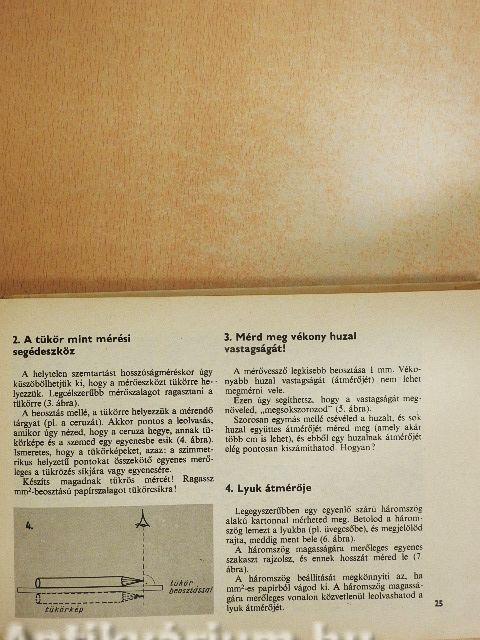 2. A tükör mint mérési
segédeszköz
A helytelen szemtartást hosszúságméréskor úgy
küszöbölhetjük ki, hogy a mérőeszközt tükörre he-
lyezzük. Legcélszerűbb mérőszalagot ragasztani a
tükörre (3. ábra).
A beosztás mellé, a tükörre helyezzük a mérendő
tárgyat (pl. a ceruzát). Akkor pontos a leolvasás,
amikor úgy nézed, hogy a ceruza hegye, annak tü-
körképe és a szemed egy egyenesbe esik (4. ábra).
Ismeretes, hogy a tükörképeket, azaz: a szimmet-
rikus helyzetű pontokat összekötő egyenes merő-
leges a tükrözés síkjára vagy egyenesére.
Készíts magadnak tükrös mércét! Ragassz
mm²-beosztású papírszalagot tükörcsíkra!
4.
tükör
beosztással
tükörkép
3. Mérd meg vékony huzal
vastagságát!
A mérővessző legkisebb beosztása 1 mm. Véko-
nyabb huzal vastagságát (átmérőjét) nem lehet
megmérni vele.
Ezen úgy segíthetsz, hogy a vastagságát meg-
növeled, „megsokszorozod" (5. ábra).
Szorosan egymás mellé csévéled a huzalt, és sok
huzal együttes átmérőjét méred meg (amely akár
több cm is lehet), és ebből egy huzalnak átmérőjét
elég pontosan kiszámíthatod. Hogyan?
4. Lyuk átmérője
Legegyszerűbben egy egyenlő szárú háromszög
alakú kartonnal mérheted meg. Betolod a három-
szög lemezt a lyukba (pl. üvegcsőbe), és megjelölöd
rajta, meddig ment bele (6. ábra).
A háromszög magasságára merőleges egyenes
szakaszt rajzolsz, és ennek hosszát méred le (7.
ábra).
A háromszög beállítását megkönnyíti az, ha
mm²-es papírból vágod ki. A háromszög magassá-
gára merőleges vonalon közvetlenül leolvashatod a
lyuk átmérőjét.
25